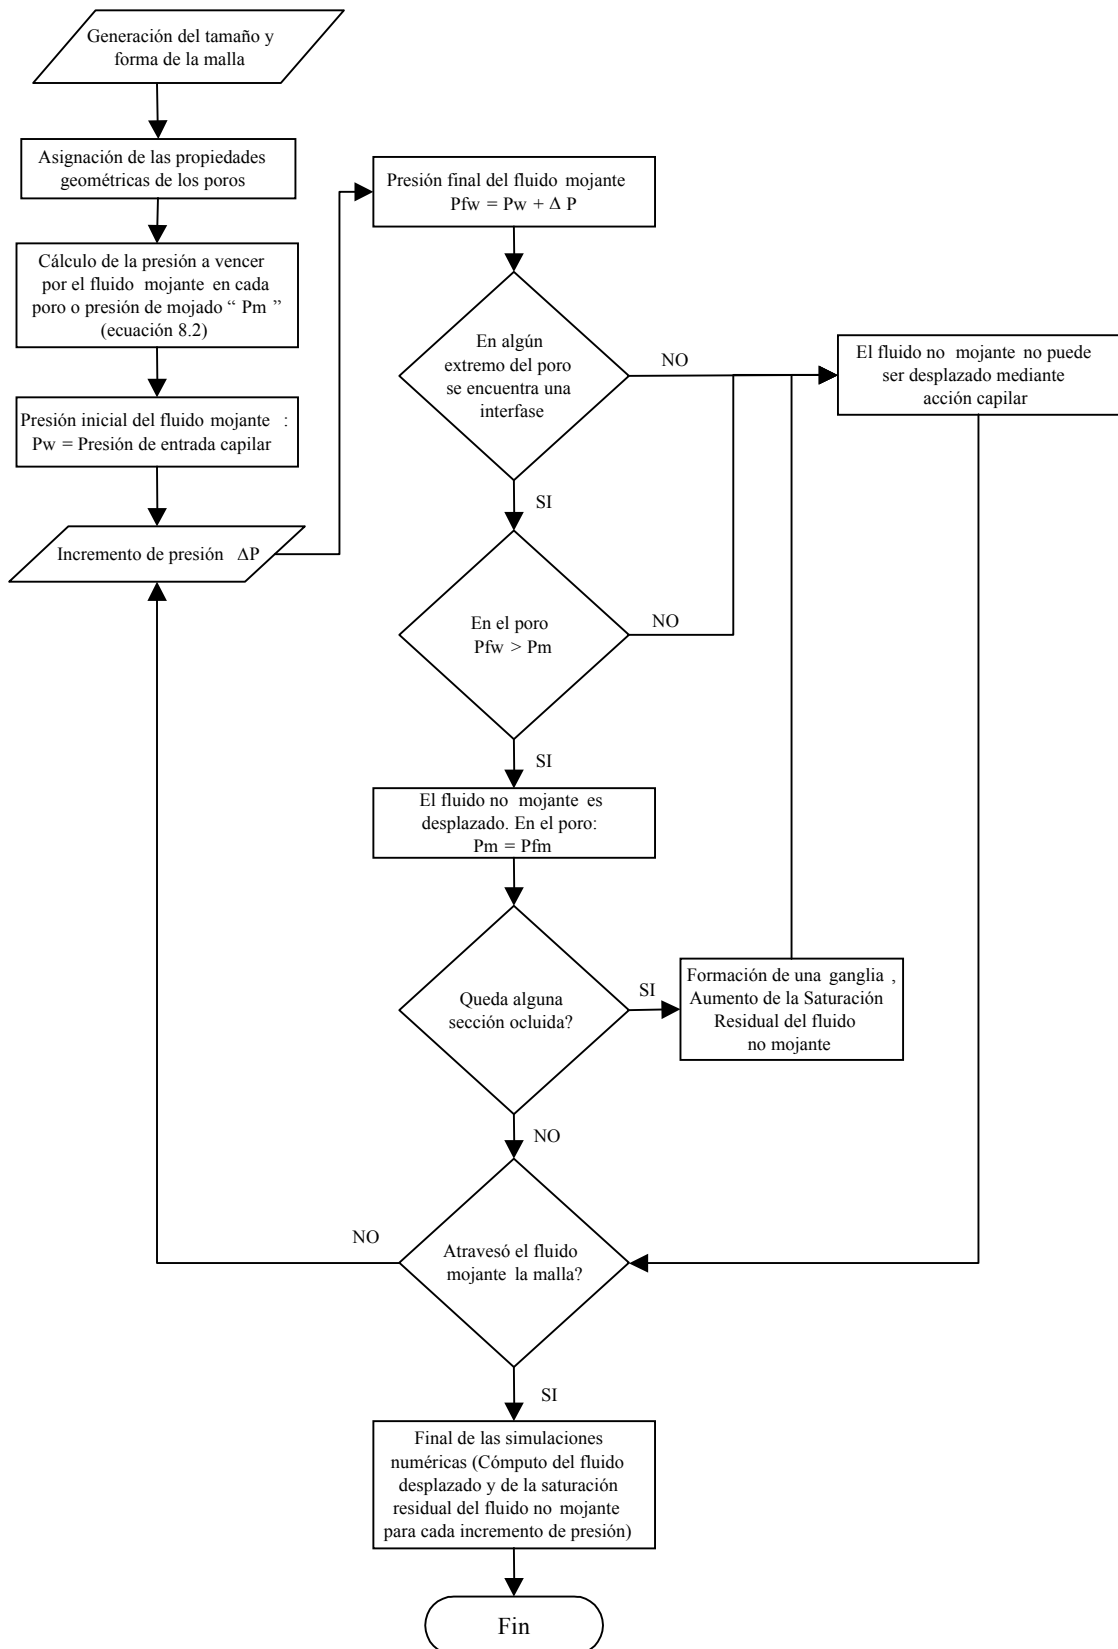 Generación del tamaño y
forma de la malla
Asignación de las propiedades
geométricas de los poros
Cálculo de la presión a vencer
por el fluido mojante en cada
poro o presión de mojado “ Pm ”
(ecuación 8.2)
Presión inicial del fluido mojante :
Pw = Presión de entrada capilar
Incremento de presión ΔP
Presión final del fluido mojante
Pfw = Pw + Δ P
En algún
extremo del poro
se encuentra una
interfase
NO
El fluido no mojante no puede
ser desplazado mediante
acción capilar
SI
En el poro
Pfw > Pm
NO
SI
El fluido no mojante es
desplazado. En el poro:
Pm = Pfm
Queda alguna
sección ocluida?
SI
Formación de una ganglia ,
Aumento de la Saturación
Residual del fluido
no mojante
NO
Atravesó el fluido
mojante la malla?
NO
SI
Final de las simulaciones
numéricas (Cómputo del fluido
desplazado y de la saturación
residual del fluido no mojante
para cada incremento de presión)
Fin